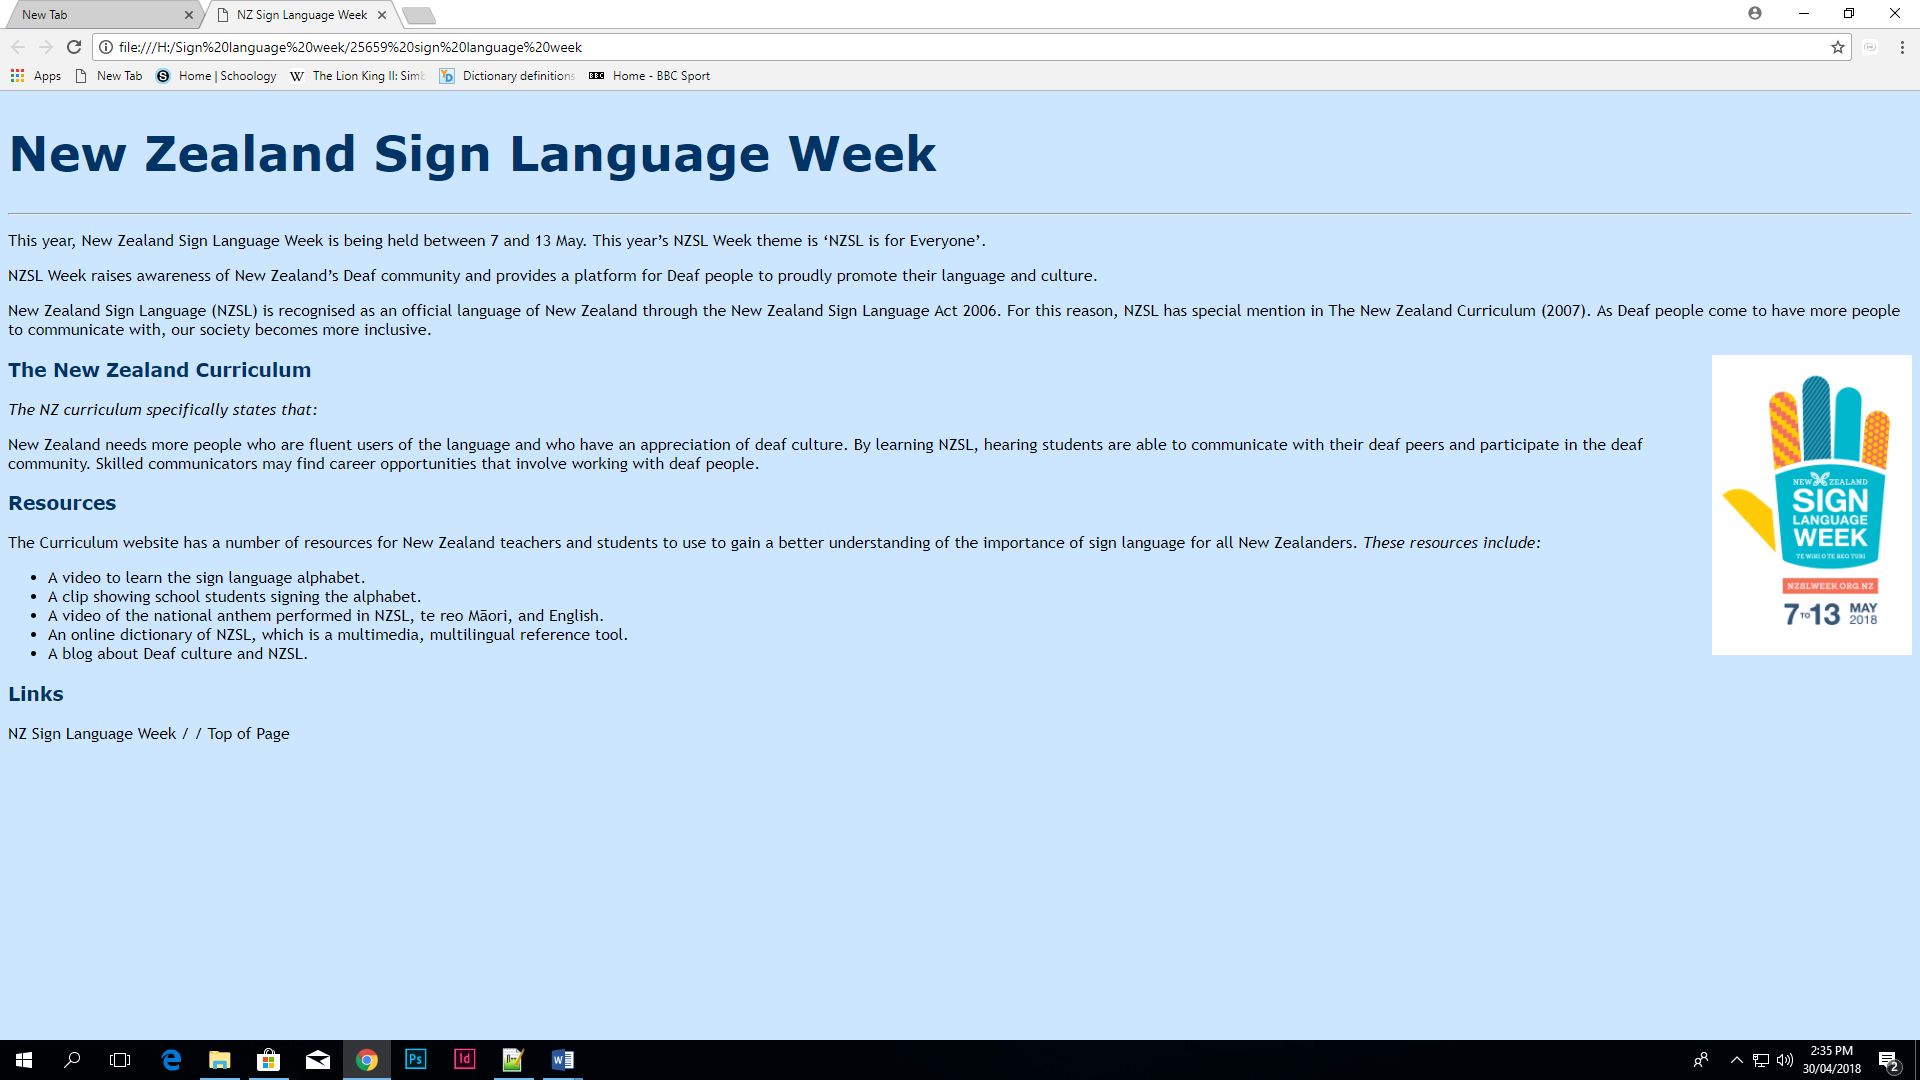 New Tab
NZ Sign Language Week
file:///H:/Sign%20language%20week/25659%20sign%20language%20week
Apps New Tab Home | Schoology The Lion King II: Simb Dictionary definitions Home - BBC Sport
New Zealand Sign Language Week
This year, New Zealand Sign Language Week is being held between 7 and 13 May. This year’s NZSL Week theme is ‘NZSL is for Everyone’.
NZSL Week raises awareness of New Zealand’s Deaf community and provides a platform for Deaf people to proudly promote their language and culture.
New Zealand Sign Language (NZSL) is recognised as an official language of New Zealand through the New Zealand Sign Language Act 2006. For this reason, NZSL has special mention in The New Zealand Curriculum (2007). As Deaf people come to have more people
to communicate with, our society becomes more inclusive.
The New Zealand Curriculum
The NZ curriculum specifically states that:
New Zealand needs more people who are fluent users of the language and who have an appreciation of deaf culture. By learning NZSL, hearing students are able to communicate with their deaf peers and participate in the deaf
community. Skilled communicators may find career opportunities that involve working with deaf people.
Resources
The Curriculum website has a number of resources for New Zealand teachers and students to use to gain a better understanding of the importance of sign language for all New Zealanders. These resources include:
• A video to learn the sign language alphabet.
• A clip showing school students signing the alphabet.
• A video of the national anthem performed in NZSL, te reo Māori, and English.
• An online dictionary of NZSL, which is a multimedia, multilingual reference tool.
• A blog about Deaf culture and NZSL.
Links
NZ Sign Language Week / / Top of Page
NEW ZEALAND
SIGN
LANGUAGE
WEEK
TE WIKI O TE REO TURI
NZSLWEEK.ORG.NZ
7 TO 13 MAY 2018
Ps Id
2:35 PM
30/04/2018
2